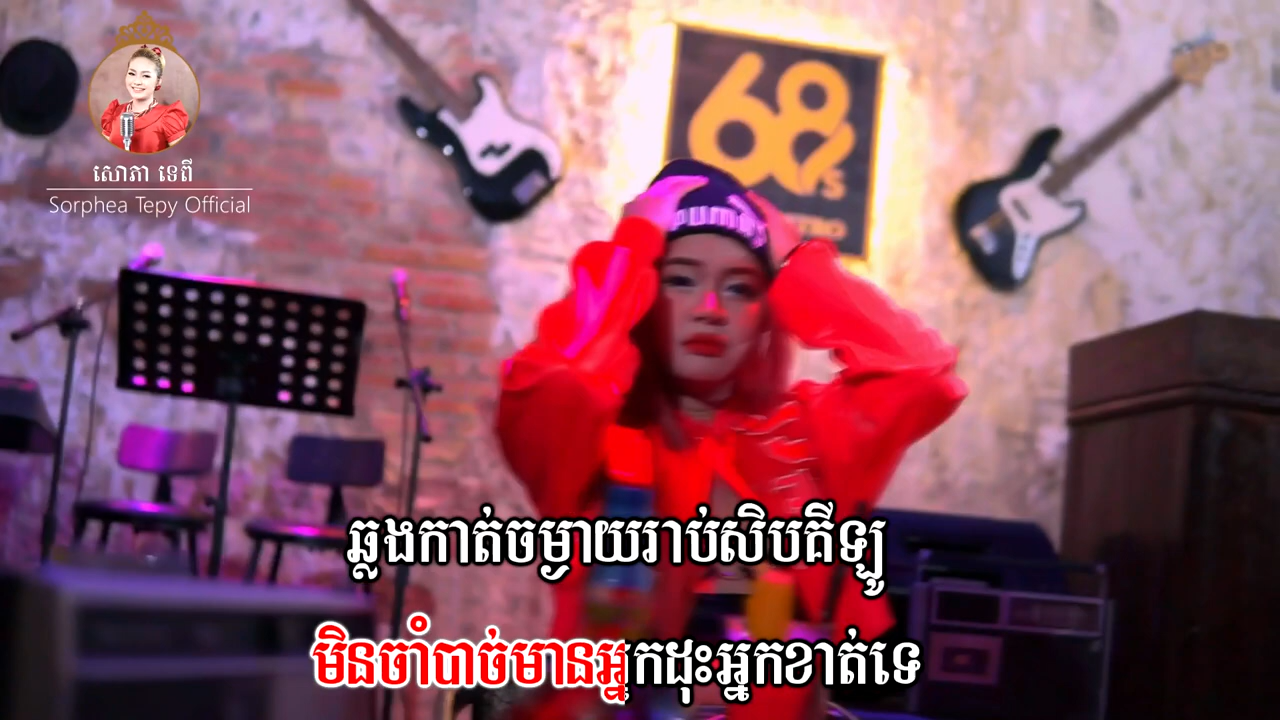 សោភា ទេពី
Sorphea Tepy Official
68
ឆ្លងកាត់ចម្ងាយរាប់សិបគីឡូ
មិនចាំបាច់មានអ្នកដុះអ្នកខាត់ទេ